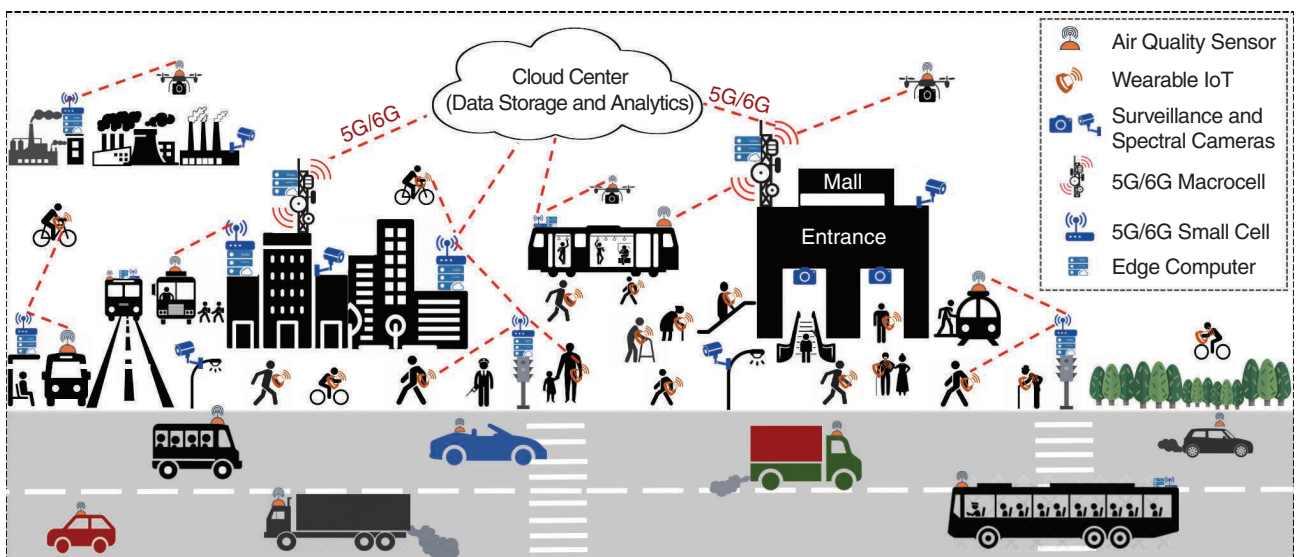 Cloud Center
(Data Storage and Analytics)
5G/6G
5G/6G
Mall
Entrance
Air Quality Sensor
Wearable IoT
Surveillance and
Spectral Cameras
5G/6G Macrocell
5G/6G Small Cell
Edge Computer